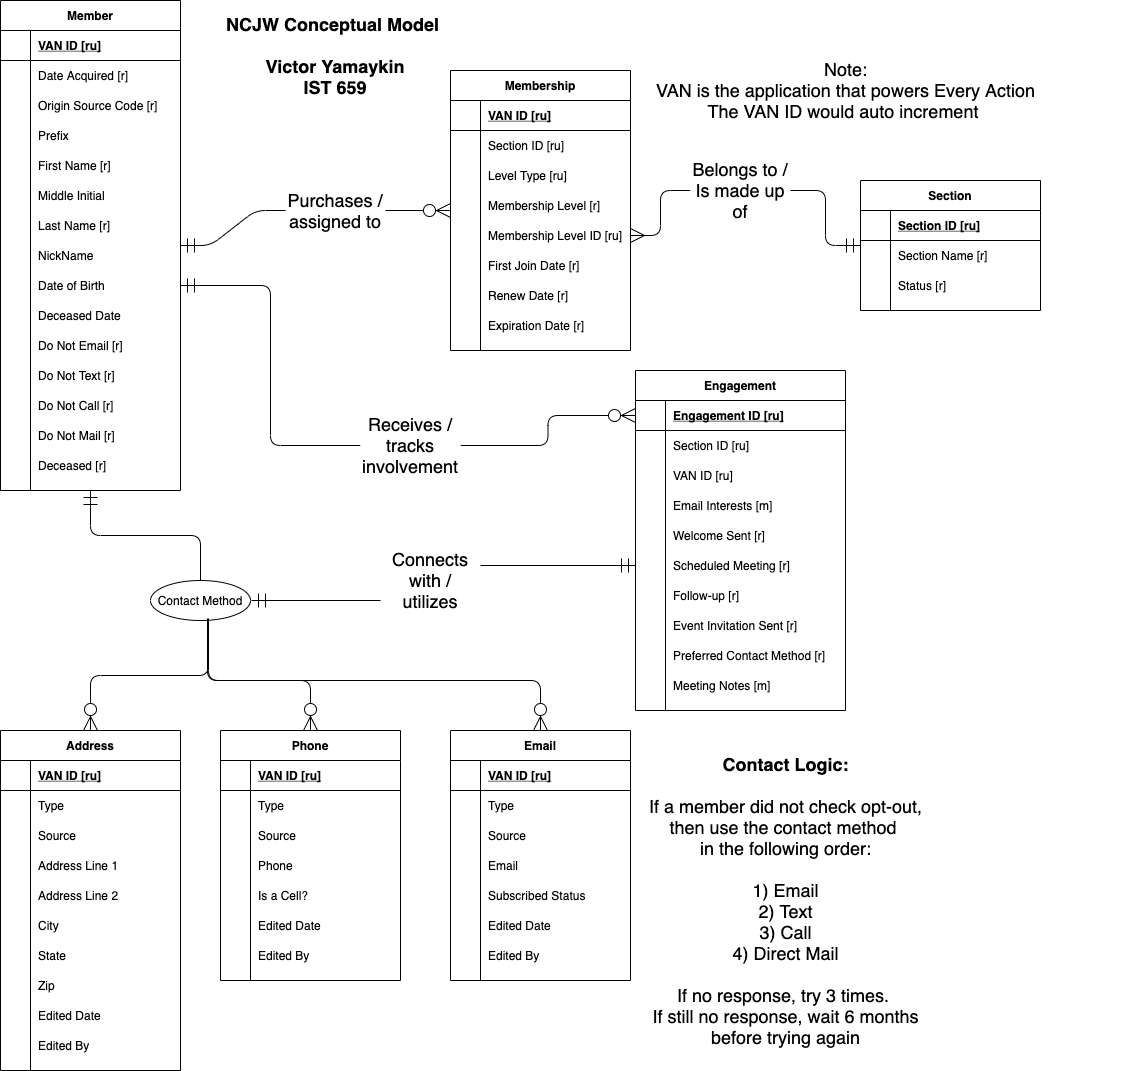 Member
VAN ID [ru]
Date Acquired [r]
Origin Source Code [r]
Prefix
First Name [r]
Middle Initial
Last Name [r]
NickName
Date of Birth
Deceased Date
Do Not Email [r]
Do Not Text [r]
Do Not Call [r]
Do Not Mail [r]
Deceased [r]
NCJW Conceptual Model
Victor Yamaykin
IST 659
Membership
VAN ID [ru]
Section ID [ru]
Level Type [ru]
Membership Level [r]
Membership Level ID [ru]
First Join Date [r]
Renew Date [r]
Expiration Date [r]
Note:
VAN is the application that powers Every Action
The VAN ID would auto increment
Purchases /
assigned to
Belongs to /
Is made up
of
Section
Section ID [ru]
Section Name [r]
Status [r]
Receives /
tracks
involvement
Engagement
Engagement ID [ru]
Section ID [ru]
VAN ID [ru]
Email Interests [m]
Welcome Sent [r]
Scheduled Meeting [r]
Follow-up [r]
Event Invitation Sent [r]
Preferred Contact Method [r]
Meeting Notes [m]
Connects
with /
utilizes
Contact Method
Address
VAN ID [ru]
Type
Source
Address Line 1
Address Line 2
City
State
Zip
Edited Date
Edited By
Phone
VAN ID [ru]
Type
Source
Phone
Is a Cell?
Edited Date
Edited By
Email
VAN ID [ru]
Type
Source
Email
Subscribed Status
Edited Date
Edited By
Contact Logic:
If a member did not check opt-out,
then use the contact method
in the following order:
1) Email
2) Text
3) Call
4) Direct Mail
If no response, try 3 times.
If still no response, wait 6 months
before trying again